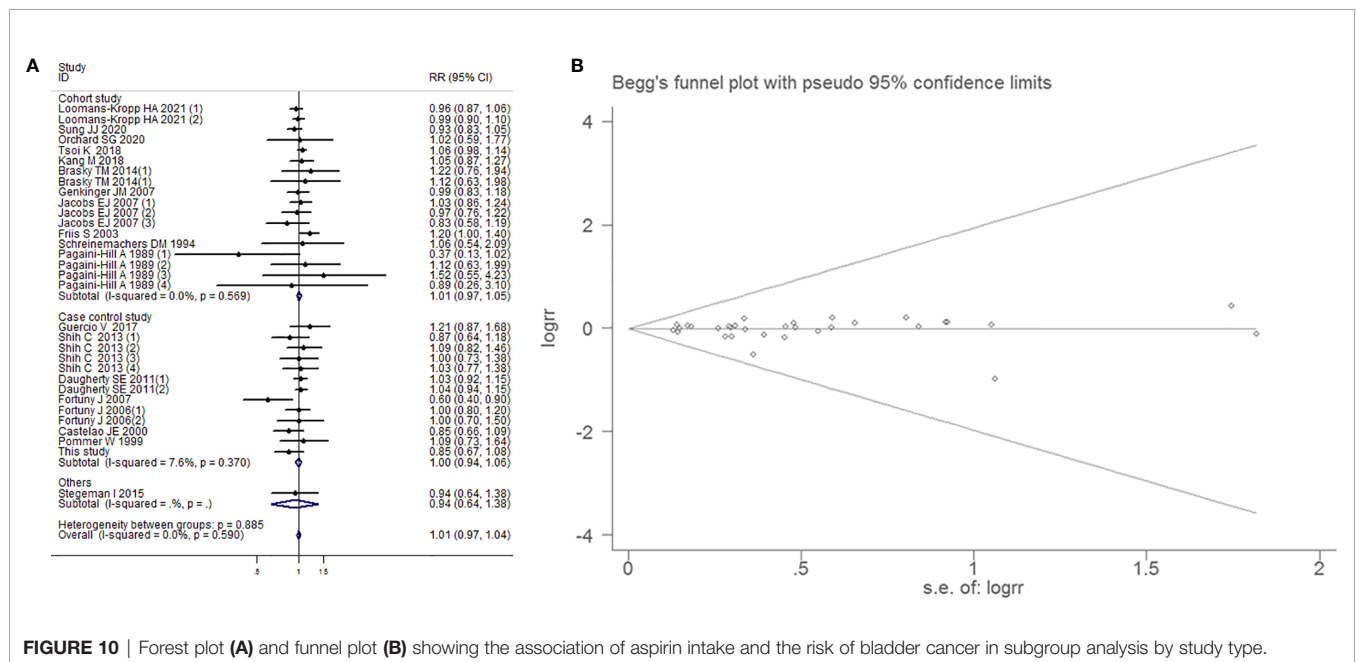 A
Study
ID RR (95% CI)
Cohort study
Loomans-Kropp HA 2021 (1) 0.96 (0.87, 1.06)
Loomans-Kropp HA 2021 (2) 0.99 (0.90, 1.10)
Sung JJ 2020 0.93 (0.83, 1.05)
Orchard SG 2020 1.02 (0.59, 1.77)
Tsoi K 2018 1.06 (0.98, 1.14)
Kang M 2018 1.05 (0.87, 1.27)
Brasky TM 2014(1) 1.22 (0.76, 1.94)
Brasky TM 2014(1) 1.12 (0.63, 1.98)
Genkinger JM 2007 0.99 (0.83, 1.18)
Jacobs EJ 2007 (1) 1.03 (0.86, 1.24)
Jacobs EJ 2007 (2) 0.97 (0.76, 1.22)
Jacobs EJ 2007 (3) 0.83 (0.58, 1.19)
Friis S 2003 1.20 (1.00, 1.40)
Schreinemachers DM 1994 1.06 (0.54, 2.09)
Pagaini-Hill A 1989 (1) 0.37 (0.13, 1.02)
Pagaini-Hill A 1989 (2) 1.12 (0.63, 1.99)
Pagaini-Hill A 1989 (3) 1.52 (0.55, 4.23)
Pagaini-Hill A 1989 (4) 0.89 (0.26, 3.10)
Subtotal (I-squared = 0.0%, p = 0.569) 1.01 (0.97, 1.05)
Case control study
Guercio V 2017 1.21 (0.87, 1.68)
Shih C 2013 (1) 0.87 (0.64, 1.18)
Shih C 2013 (2) 1.09 (0.82, 1.46)
Shih C 2013 (3) 1.00 (0.73, 1.38)
Shih C 2013 (4) 1.03 (0.77, 1.38)
Daugherty SE 2011(1) 1.03 (0.92, 1.15)
Daugherty SE 2011(2) 1.04 (0.94, 1.15)
Fortuny J 2007 0.60 (0.40, 0.90)
Fortuny J 2006(1) 1.00 (0.80, 1.20)
Fortuny J 2006(2) 1.00 (0.70, 1.50)
Castelao JE 2000 0.85 (0.66, 1.09)
Pommer W 1999 1.09 (0.73, 1.64)
This study 0.85 (0.67, 1.08)
Subtotal (I-squared = 7.6%, p = 0.370) 1.00 (0.94, 1.06)
Others
Stegeman I 2015 0.94 (0.64, 1.38)
Subtotal (I-squared = .%, p = .) 0.94 (0.64, 1.38)
Heterogeneity between groups: p = 0.885
Overall (I-squared = 0.0%, p = 0.590) 1.01 (0.97, 1.04)
.5 1 1.5
B
Begg's funnel plot with pseudo 95% confidence limits
logrr
4
2
0
-2
-4
0 .5 1 1.5 2
s.e. of: logrr
FIGURE 10 | Forest plot (A) and funnel plot (B) showing the association of aspirin intake and the risk of bladder cancer in subgroup analysis by study type.